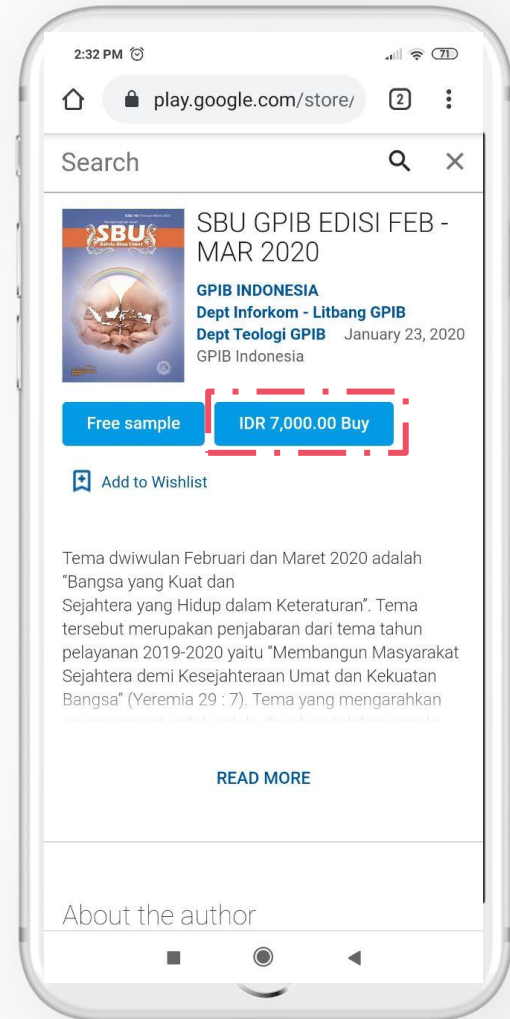 2:32 PM
71
play.google.com/store/
2
Search
SBU
Sabda Bina Umat
SBU GPIB EDISI FEB -
MAR 2020
GPIB INDONESIA
Dept Inforkom - Litbang GPIB
Dept Teologi GPIB January 23, 2020
GPIB Indonesia
Free sample
IDR 7,000.00 Buy
Add to Wishlist
Tema dwiwulan Februari dan Maret 2020 adalah
“Bangsa yang Kuat dan
Sejahtera yang Hidup dalam Keteraturan”. Tema
tersebut merupakan penjabaran dari tema tahun
pelayanan 2019-2020 yaitu “Membangun Masyarakat
Sejahtera demi Kesejahteraan Umat dan Kekuatan
Bangsa” (Yeremia 29 : 7). Tema yang mengarahkan
READ MORE
About the author